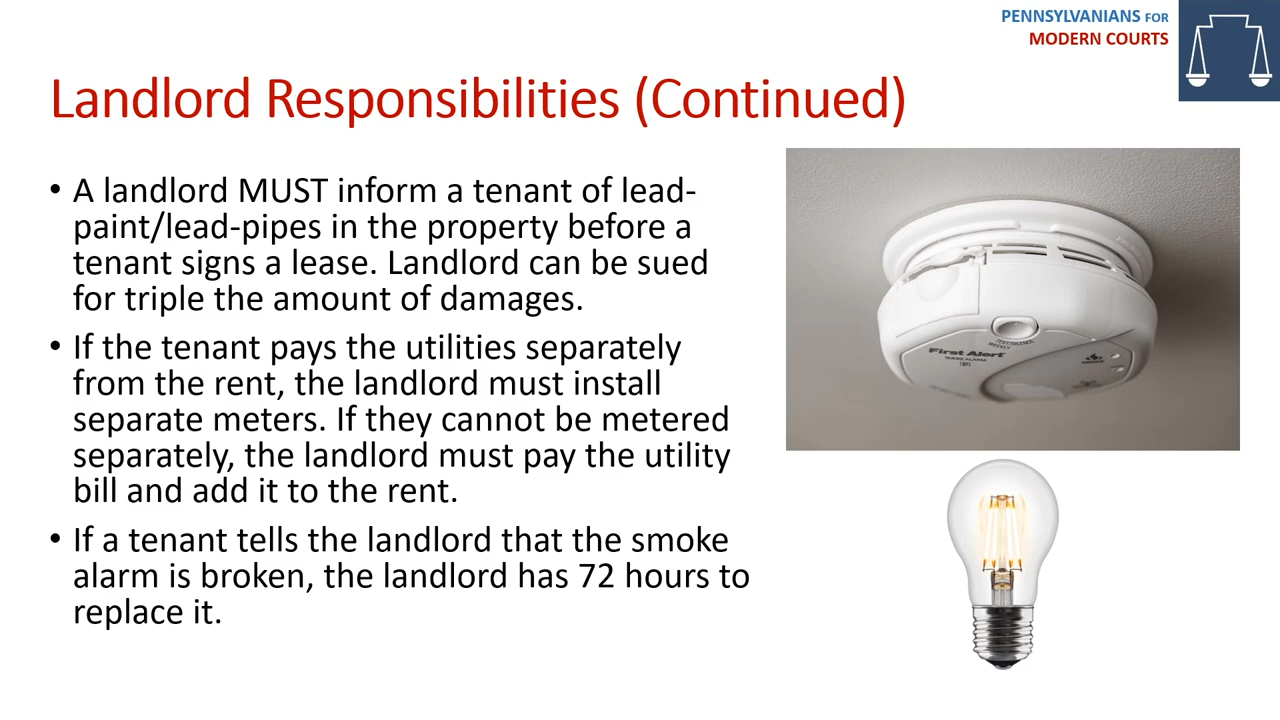 PENNSYLVANIANS FOR
MODERN COURTS
Landlord Responsibilities (Continued)
• A landlord MUST inform a tenant of lead-
paint/lead-pipes in the property before a
tenant signs a lease. Landlord can be sued
for triple the amount of damages.
• If the tenant pays the utilities separately
from the rent, the landlord must install
separate meters. If they cannot be metered
separately, the landlord must pay the utility
bill and add it to the rent.
• If a tenant tells the landlord that the smoke
alarm is broken, the landlord has 72 hours to
replace it.
First Alert
SMOKE ALARM